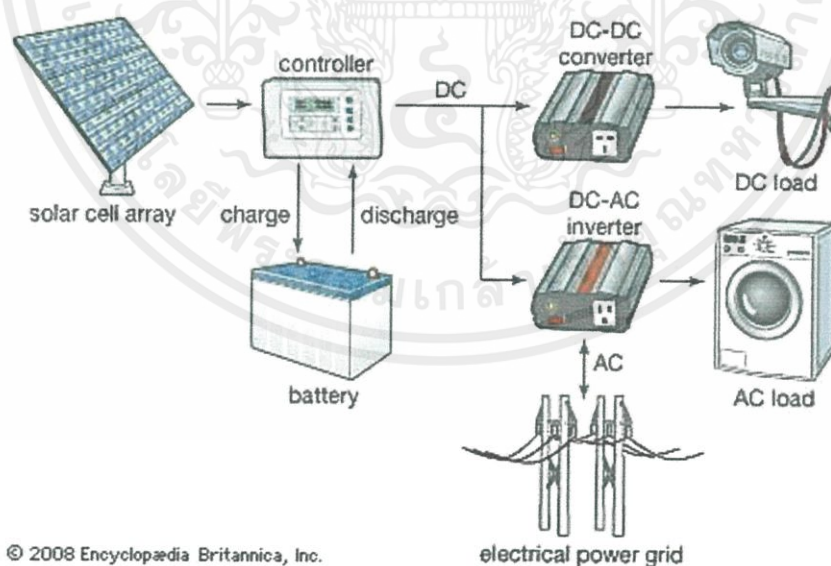 DC-DC
converter
controller
DC
DC load
solar cell array
charge
discharge
DC-AC
inverter
battery
AC
AC load
electrical power grid
© 2008 Encyclopædia Britannica, Inc.